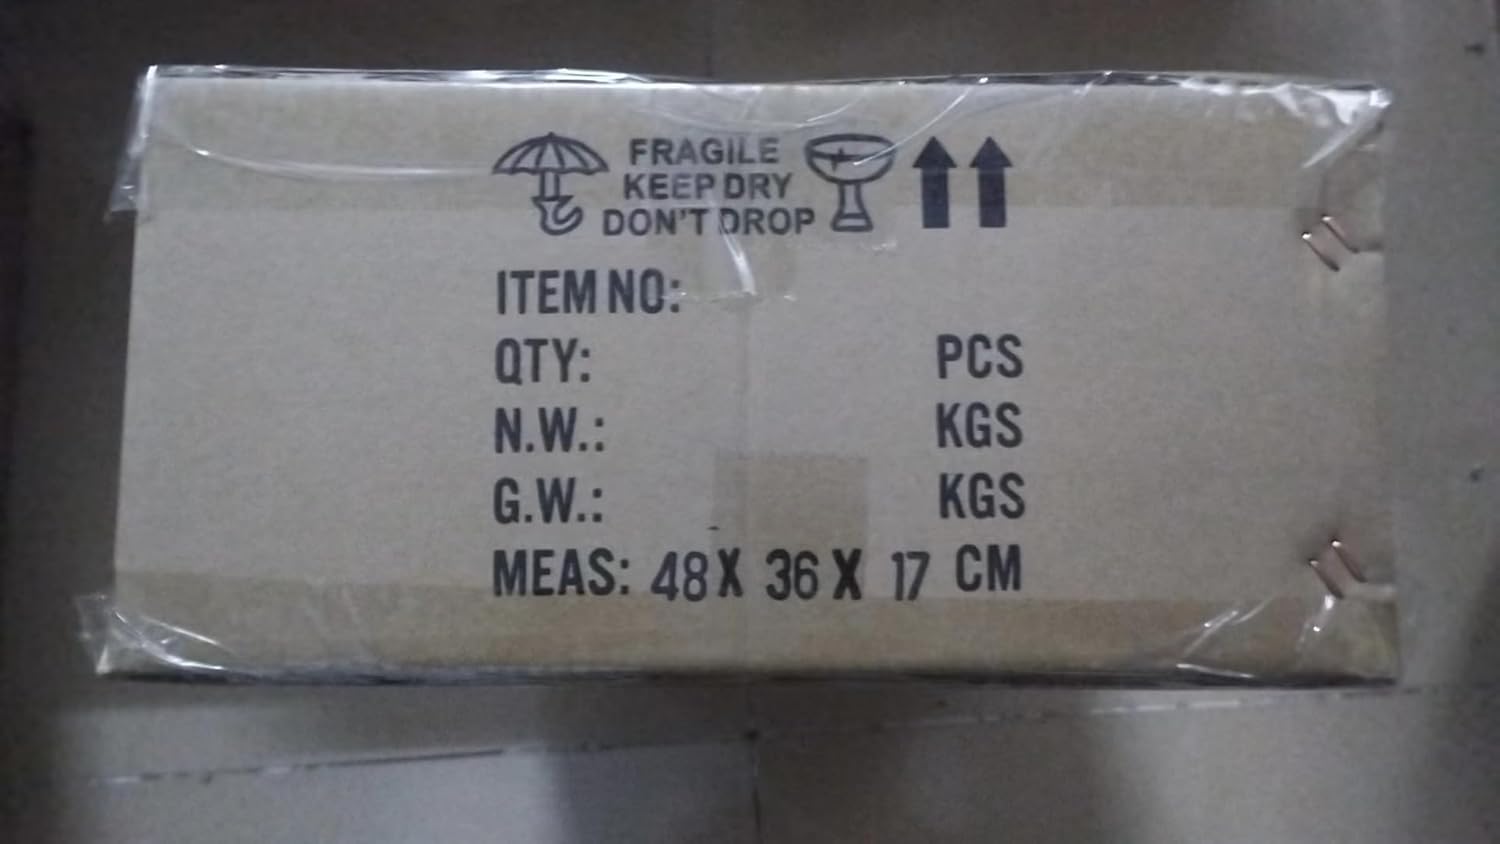 FRAGILE
KEEP DRY
DON'T DROP
ITEM NO:
QTY: PCS
N.W.: KGS
G.W.: KGS
MEAS: 48 X 36 X 17 CM